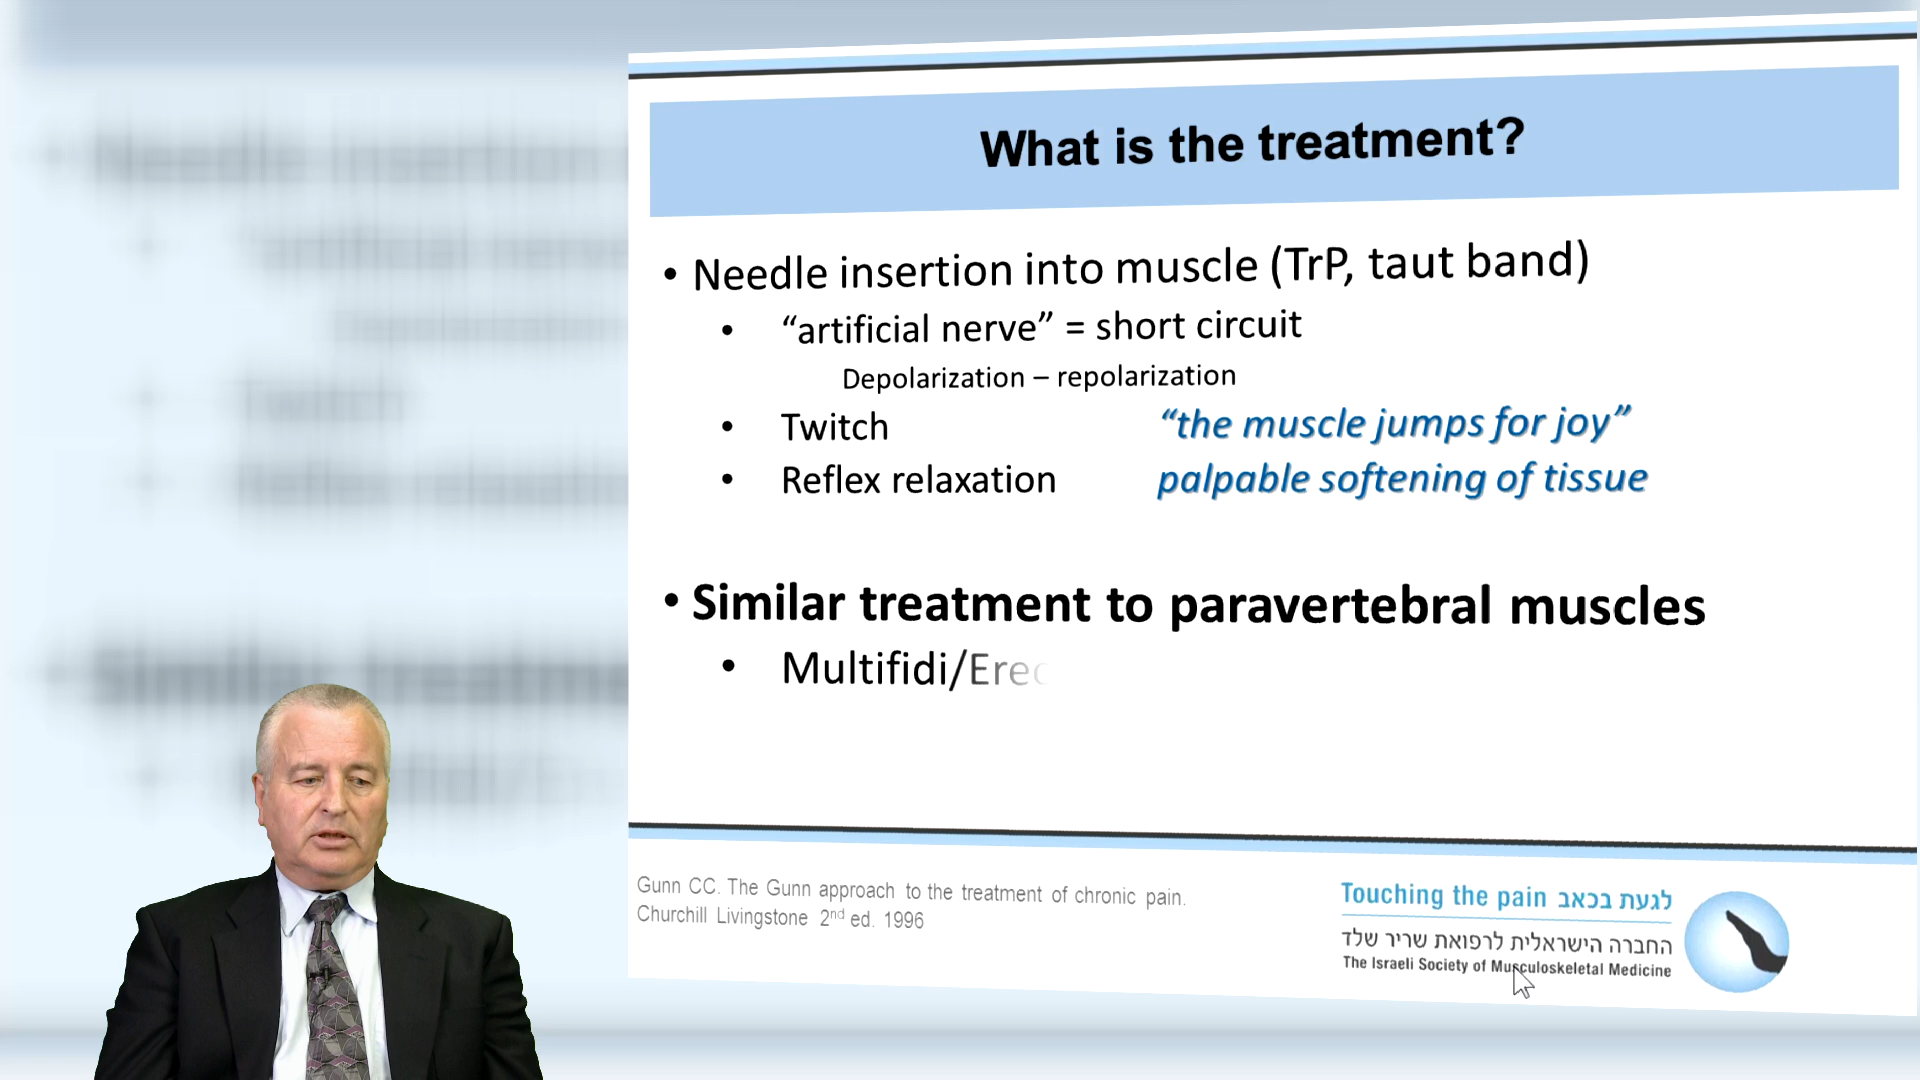 What is the treatment?
• Needle insertion into muscle (TrP, taut band)
• “artificial nerve” = short circuit
Depolarization – repolarization
• Twitch “the muscle jumps for joy”
• Reflex relaxation palpable softening of tissue
• Similar treatment to paravertebral muscles
• Multifidi/Erec
Gunn CC. The Gunn approach to the treatment of chronic pain.
Churchill Livingstone 2nd ed. 1996
Touching the pain לגעת בכאב
החברה הישראלית לרפואת שריר שלד
The Israeli Society of Musculoskeletal Medicine